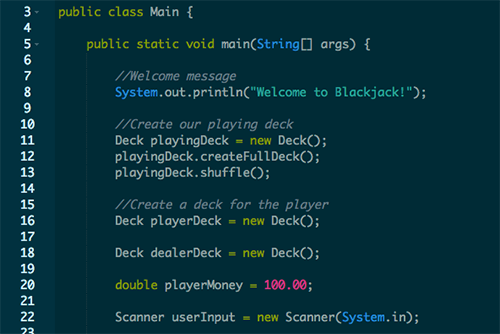 3 public class Main {
4
5 public static void main(String[] args) {
6
7 //Welcome message
8 System.out.println("Welcome to Blackjack!");
9
10 //Create our playing deck
11 Deck playingDeck = new Deck();
12 playingDeck.createFullDeck();
13 playingDeck.shuffle();
14
15 //Create a deck for the player
16 Deck playerDeck = new Deck();
17
18 Deck dealerDeck = new Deck();
19
20 double playerMoney = 100.00;
21
22 Scanner userInput = new Scanner(System.in);
23